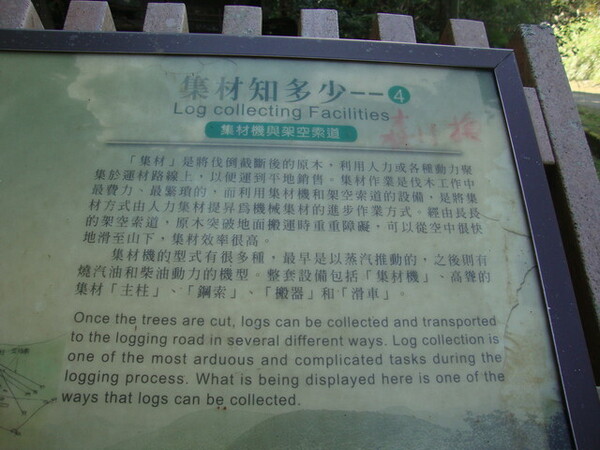 集材知多少--4
Log collecting Facilities
集材機與架空索道
「集材」是將伐倒截斷後的原木，利用人力或各種動力聚
集於運材路線上，以便運到平地銷售。集材作業是伐木工作中
最費力、最繁瑣的，而利用集材機和架空索道的設備，是將集
材方式由人力集材提昇為機械集材的進步作業方式。經由長長
的架空索道，原木突破地面搬運時重重障礙，可以從空中很快
地滑至山下，集材效率很高。
集材機的型式有很多種，最早是以蒸汽推動的，之後則有
燒汽油和柴油動力的機型。整套設備包括「集材機」、高聳的
集材「主柱」、「鋼索」、「搬器」和「滑車」。
Once the trees are cut, logs can be collected and transported
to the logging road in several different ways. Log collection is
one of the most arduous and complicated tasks during the
logging process. What is being displayed here is one of the
ways that logs can be collected.